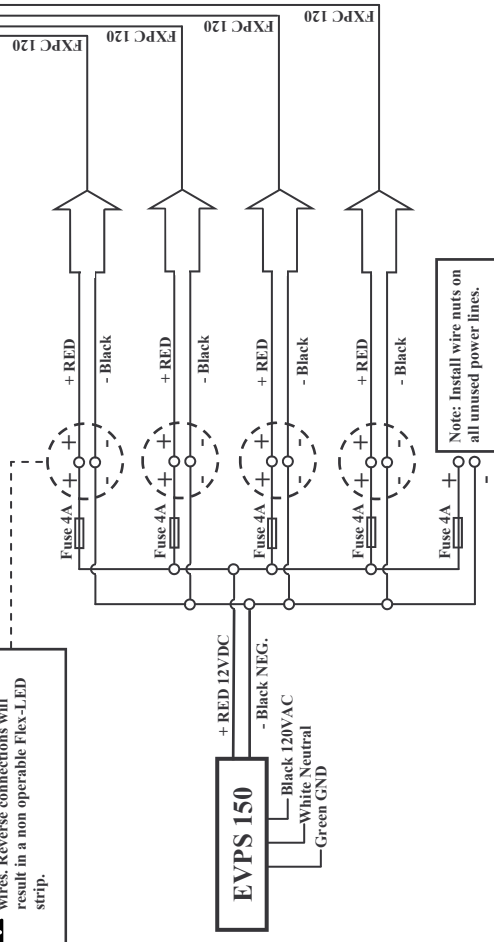 FXPC 120
FXPC 120
FXPC 120
FXPC 120
+ RED
- Black
+ RED
- Black
+ RED
- Black
+ RED
- Black
Note: Install wire nuts on
all unused power lines.
+ -
+ -
+ -
+ -
+ -
+ -
+ -
+ -
+ -
Fuse 4A
Fuse 4A
Fuse 4A
Fuse 4A
Fuse 4A
wires. Reverse connections will
result in a non operable Flex-LED
strip.
+ RED 12VDC
- Black NEG.
EVPS 150
Black 120VAC
White Neutral
Green GND